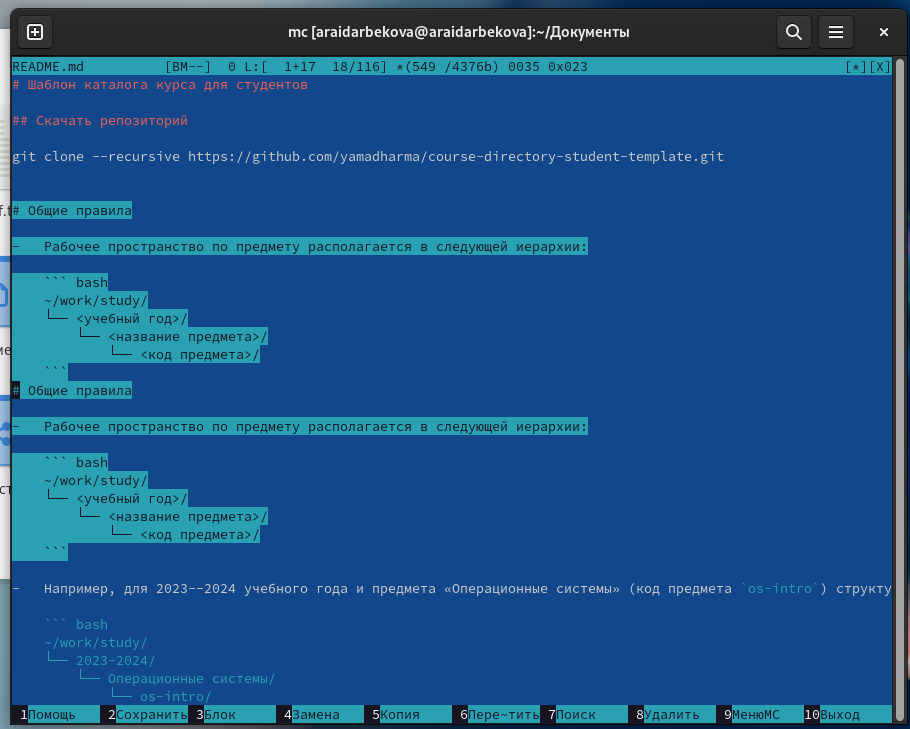 mc [araidarbekova@araidarbekova]:~/Документы
README.md [BM--] 0 L:[ 1+17 18/116] *(549 /4376b) 0035 0x023 [*][X]
# Шаблон каталога курса для студентов
## Скачать репозиторий
git clone --recursive https://github.com/yamadharma/course-directory-student-template.git
# Общие правила
- Рабочее пространство по предмету располагается в следующей иерархии:
``` bash
~/work/study/
└── <учебный год>/
└── <название предмета>/
└── <код предмета>/
```
# Общие правила
- Рабочее пространство по предмету располагается в следующей иерархии:
``` bash
~/work/study/
└── <учебный год>/
└── <название предмета>/
└── <код предмета>/
```
- Например, для 2023--2024 учебного года и предмета «Операционные системы» (код предмета `os-intro`) структу
``` bash
~/work/study/
└── 2023-2024/
└── Операционные системы/
└── os-intro/
1Помощь 2Сохранить 3Блок 4Замена 5Копия 6Пере~тить 7Поиск 8Удалить 9МенюМС 10Выход